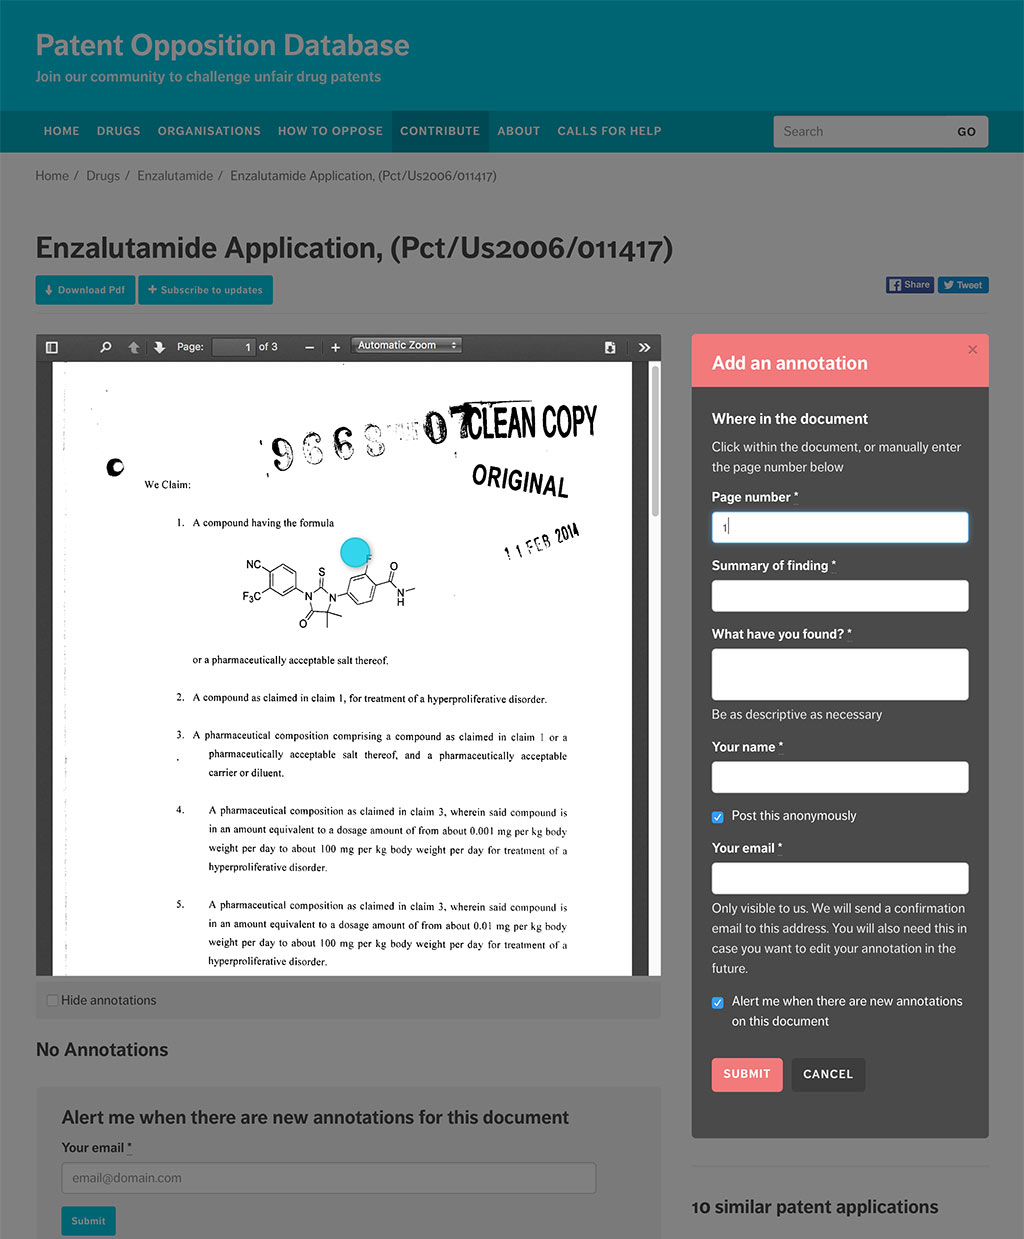 Patent Opposition Database
Join our community to challenge unfair drug patents
HOME DRUGS ORGANISATIONS HOW TO OPPOSE CONTRIBUTE ABOUT CALLS FOR HELP Search GO
Home / Drugs / Enzalutamide / Enzalutamide Application, (Pct/Us2006/011417)
Enzalutamide Application, (Pct/Us2006/011417)
Download Pdf + Subscribe to updates Share Tweet
Page: 1 of 3 − + Automatic Zoom
9668 07
CLEAN COPY
ORIGINAL
11 FEB 2014
We Claim:
1. A compound having the formula
NC
F3C
S
N
N
O
F
O
N
H
or a pharmaceutically acceptable salt thereof.
2. A compound as claimed in claim 1, for treatment of a hyperproliferative disorder.
3. A pharmaceutical composition comprising a compound as claimed in claim 1 or a
pharmaceutically acceptable salt thereof, and a pharmaceutically acceptable
carrier or diluent.
4. A pharmaceutical composition as claimed in claim 3, wherein said compound is
in an amount equivalent to a dosage amount of from about 0.001 mg per kg body
weight per day to about 100 mg per kg body weight per day for treatment of a
hyperproliferative disorder.
5. A pharmaceutical composition as claimed in claim 3, wherein said compound is
in an amount equivalent to a dosage amount of from about 0.01 mg per kg body
weight per day to about 100 mg per kg body weight per day for treatment of a
hyperproliferative disorder.
Hide annotations
No Annotations
Alert me when there are new annotations for this document
Your email *
email@domain.com
Submit
Add an annotation ×
Where in the document
Click within the document, or manually enter
the page number below
Page number *
1
Summary of finding *
What have you found? *
Be as descriptive as necessary
Your name *
Post this anonymously
Your email *
Only visible to us. We will send a confirmation
email to this address. You will also need this in
case you want to edit your annotation in the
future.
Alert me when there are new annotations
on this document
SUBMIT CANCEL
10 similar patent applications